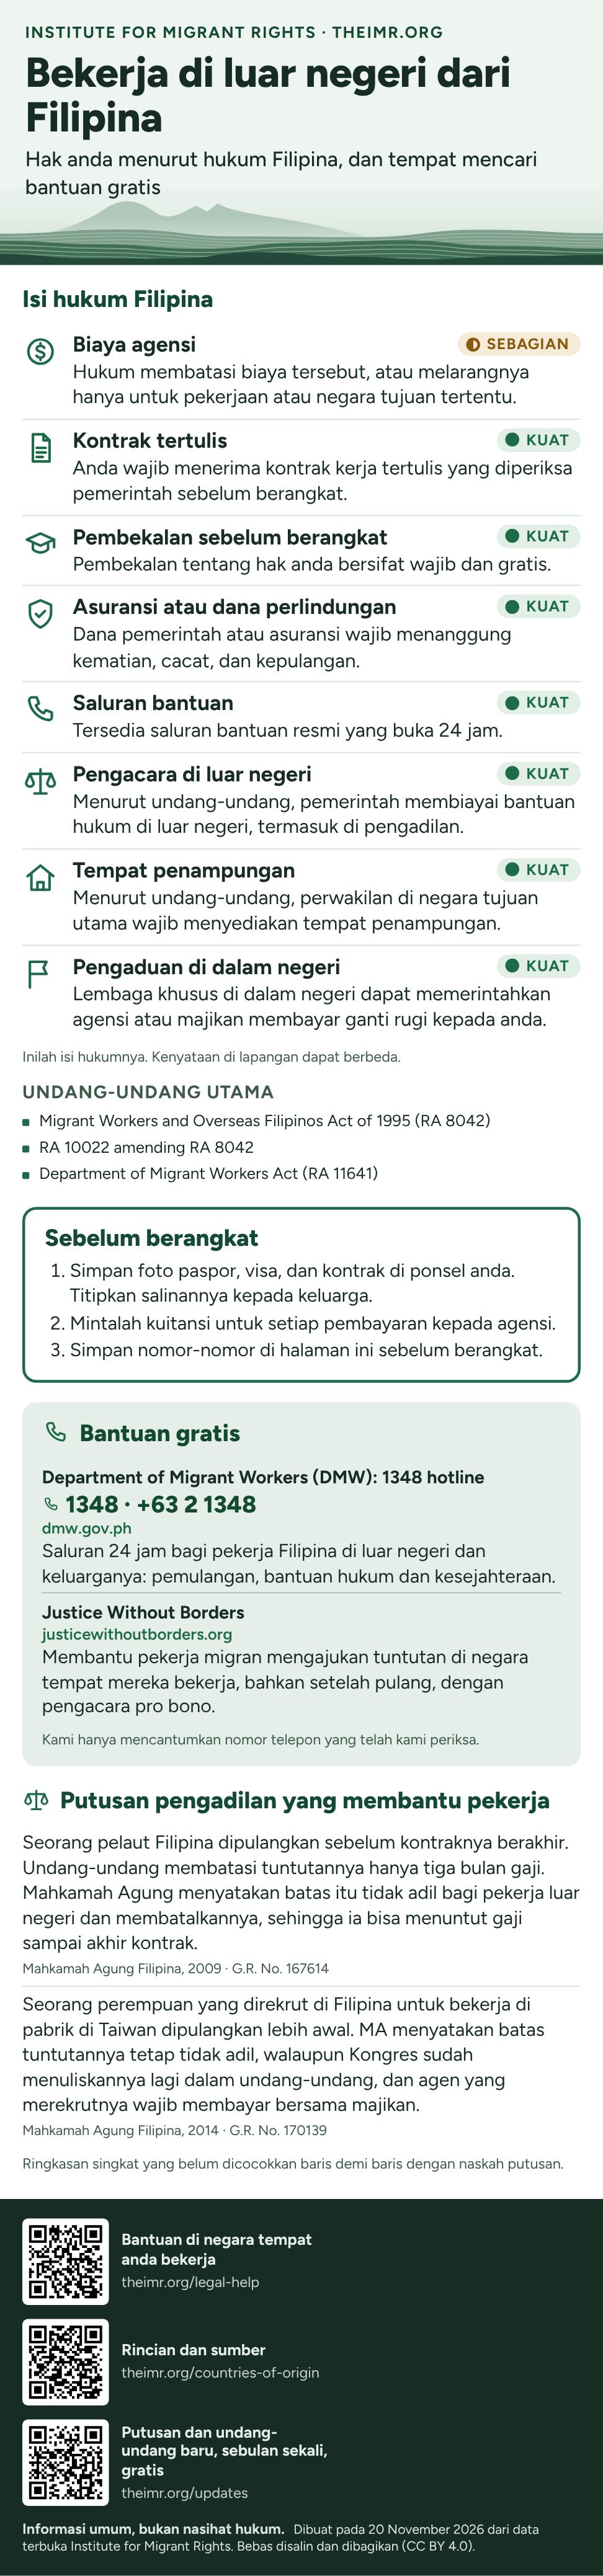 INSTITUTE FOR MIGRANT RIGHTS · THEIMR.ORG
Bekerja di luar negeri dari
Filipina
Hak anda menurut hukum Filipina, dan tempat mencari
bantuan gratis
Isi hukum Filipina
Biaya agensi
SEBAGIAN
Hukum membatasi biaya tersebut, atau melarangnya
hanya untuk pekerjaan atau negara tujuan tertentu.
Kontrak tertulis
KUAT
Anda wajib menerima kontrak kerja tertulis yang diperiksa
pemerintah sebelum berangkat.
Pembekalan sebelum berangkat
KUAT
Pembekalan tentang hak anda bersifat wajib dan gratis.
Asuransi atau dana perlindungan
KUAT
Dana pemerintah atau asuransi wajib menanggung
kematian, cacat, dan kepulangan.
Saluran bantuan
KUAT
Tersedia saluran bantuan resmi yang buka 24 jam.
Pengacara di luar negeri
KUAT
Menurut undang-undang, pemerintah membiayai bantuan
hukum di luar negeri, termasuk di pengadilan.
Tempat penampungan
KUAT
Menurut undang-undang, perwakilan di negara tujuan
utama wajib menyediakan tempat penampungan.
Pengaduan di dalam negeri
KUAT
Lembaga khusus di dalam negeri dapat memerintahkan
agensi atau majikan membayar ganti rugi kepada anda.
Inilah isi hukumnya. Kenyataan di lapangan dapat berbeda.
UNDANG-UNDANG UTAMA
Migrant Workers and Overseas Filipinos Act of 1995 (RA 8042)
RA 10022 amending RA 8042
Department of Migrant Workers Act (RA 11641)
Sebelum berangkat
1. Simpan foto paspor, visa, dan kontrak di ponsel anda.
Titipkan salinannya kepada keluarga.
2. Mintalah kuitansi untuk setiap pembayaran kepada agensi.
3. Simpan nomor-nomor di halaman ini sebelum berangkat.
Bantuan gratis
Department of Migrant Workers (DMW): 1348 hotline
1348 · +63 2 1348
dmw.gov.ph
Saluran 24 jam bagi pekerja Filipina di luar negeri dan
keluarganya: pemulangan, bantuan hukum dan kesejahteraan.
Justice Without Borders
justicewithoutborders.org
Membantu pekerja migran mengajukan tuntutan di negara
tempat mereka bekerja, bahkan setelah pulang, dengan
pengacara pro bono.
Kami hanya mencantumkan nomor telepon yang telah kami periksa.
Putusan pengadilan yang membantu pekerja
Seorang pelaut Filipina dipulangkan sebelum kontraknya berakhir.
Undang-undang membatasi tuntutannya hanya tiga bulan gaji.
Mahkamah Agung menyatakan batas itu tidak adil bagi pekerja luar
negeri dan membatalkannya, sehingga ia bisa menuntut gaji
sampai akhir kontrak.
Mahkamah Agung Filipina, 2009 · G.R. No. 167614
Seorang perempuan yang direkrut di Filipina untuk bekerja di
pabrik di Taiwan dipulangkan lebih awal. MA menyatakan batas
tuntutannya tetap tidak adil, walaupun Kongres sudah
menuliskannya lagi dalam undang-undang, dan agen yang
merekrutnya wajib membayar bersama majikan.
Mahkamah Agung Filipina, 2014 · G.R. No. 170139
Ringkasan singkat yang belum dicocokkan baris demi baris dengan naskah putusan.
Bantuan di negara tempat
anda bekerja
theimr.org/legal-help
Rincian dan sumber
theimr.org/countries-of-origin
Putusan dan undang-
undang baru, sebulan sekali,
gratis
theimr.org/updates
Informasi umum, bukan nasihat hukum. Dibuat pada 20 November 2026 dari data
terbuka Institute for Migrant Rights. Bebas disalin dan dibagikan (CC BY 4.0).